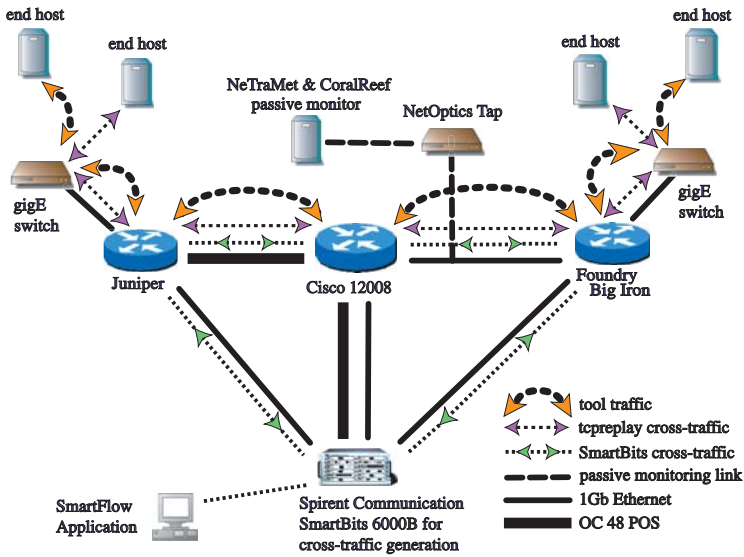 end host
end host
end host
end host
NeTraMet & CoralReef
passive monitor
NetOptics Tap
gigE
switch
gigE
switch
Juniper
Cisco 12008
Foundry
Big Iron
tool traffic
tcpreplay cross-traffic
SmartBits cross-traffic
passive monitoring link
1Gb Ethernet
OC 48 POS
SmartFlow
Application
Spirent Communication
SmartBits 6000B for
cross-traffic generation